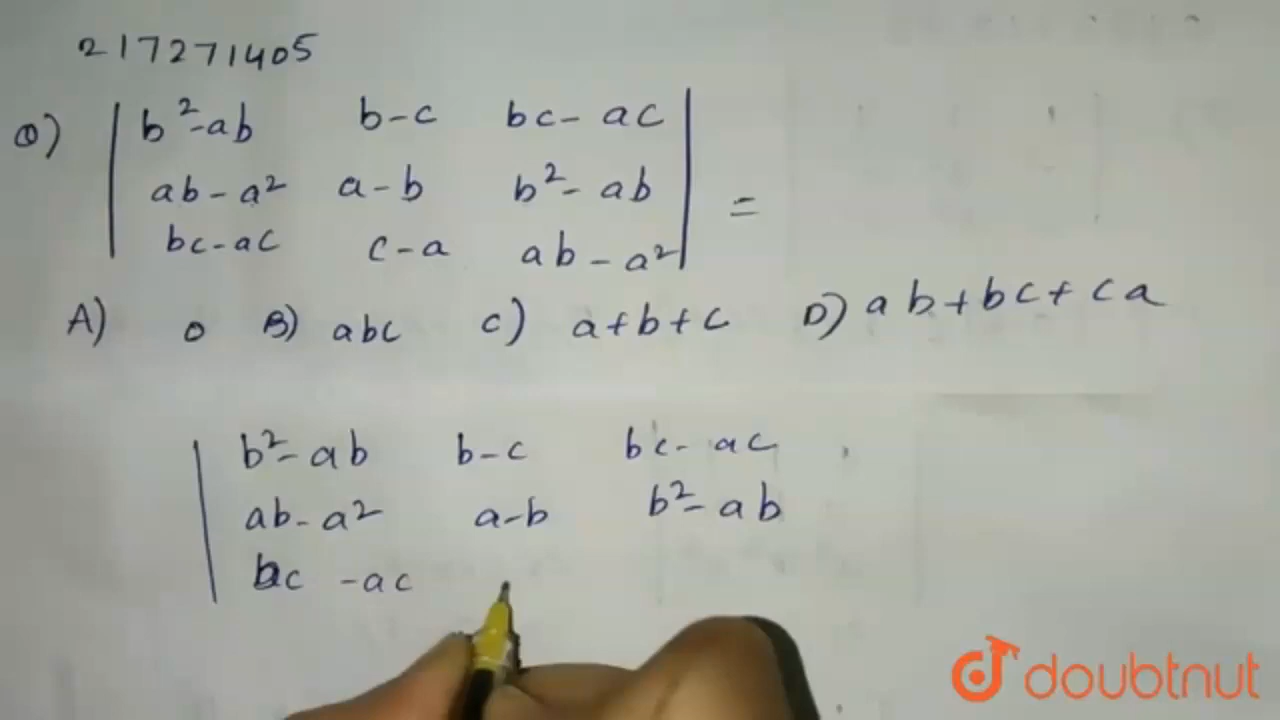 217271405
Q) | b²-ab b-c bc-ac |
| ab-a² a-b b²-ab | =
| bc-ac c-a ab-a² |
A) 0 B) abc C) a+b+c D) ab+bc+ca
| b²-ab b-c bc-ac
| ab-a² a-b b²-ab
| bc -ac
doubtnut